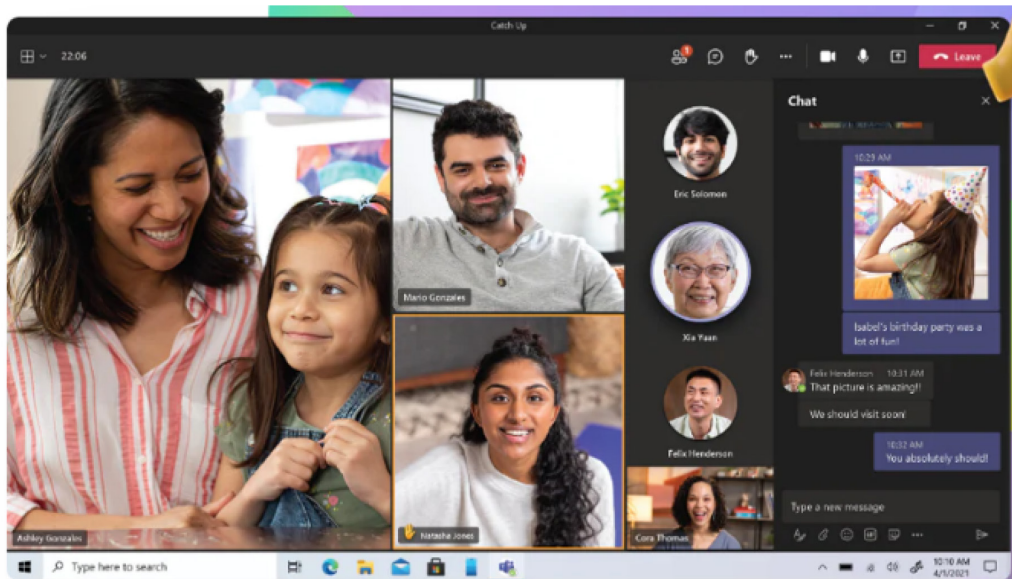 Catch Up
22:06
1
Leave
Chat
10:29 AM
Isabel's birthday party was a
lot of fun!
Felix Henderson 10:31 AM
That picture is amazing!!
We should visit soon!
10:32 AM
You absolutely should!
Type a new message
Eric Solomon
Mario Gonzales
Xia Yuan
Felix Henderson
Ashley Gonzales
Natasha Jones
Cora Thomas
Type here to search
10:10 AM
4/1/2021